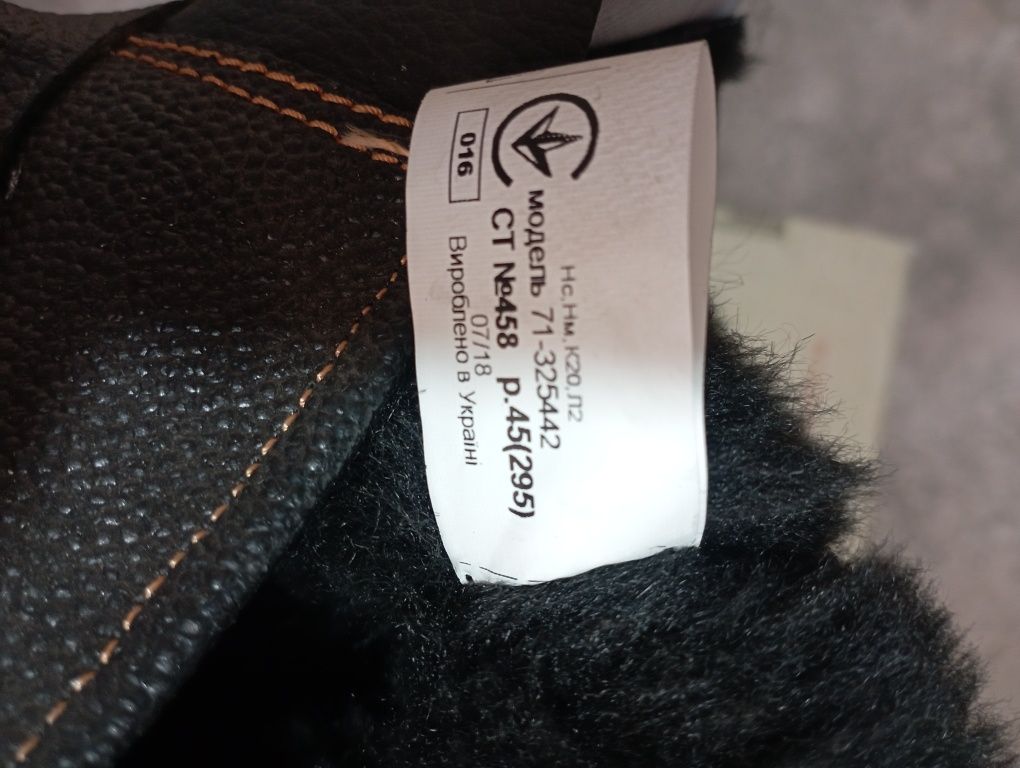 Нс,Нм,К20,Л2
модель 71-325442
СТ №458 р.45(295)
07/18
Вироблено в Україні
016